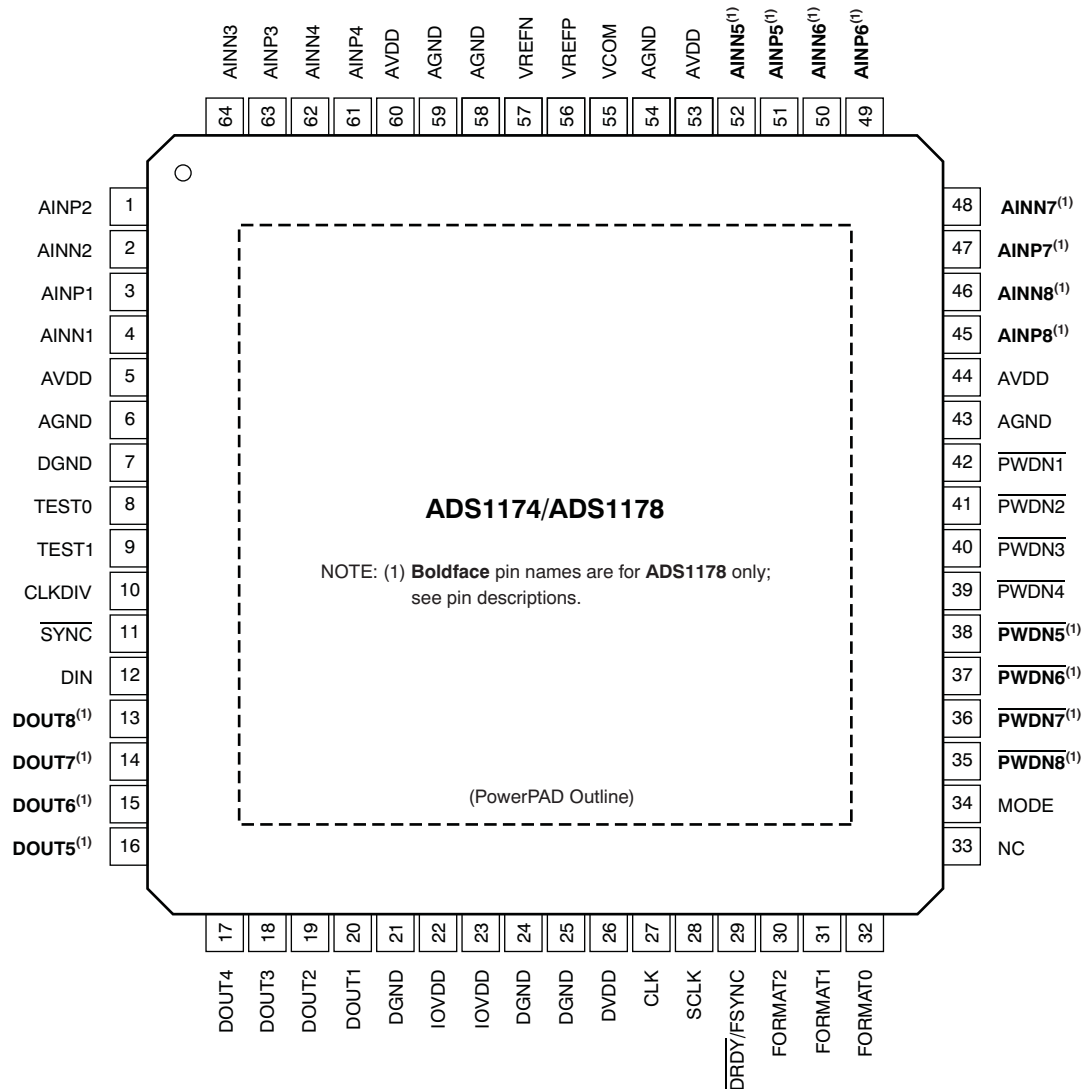 AINN3
AINP3
AINN4
AINP4
AVDD
AGND
AGND
VREFN
VREFP
VCOM
AGND
AVDD
AINN5(1)
AINP5(1)
AINN6(1)
AINP6(1)
64
63
62
61
60
59
58
57
56
55
54
53
52
51
50
49
AINP2 1
AINN2 2
AINP1 3
AINN1 4
AVDD 5
AGND 6
DGND 7
TEST0 8
TEST1 9
CLKDIV 10
SYNC 11
DIN 12
DOUT8(1) 13
DOUT7(1) 14
DOUT6(1) 15
DOUT5(1) 16
ADS1174/ADS1178
NOTE: (1) Boldface pin names are for ADS1178 only;
see pin descriptions.
(PowerPAD Outline)
48 AINN7(1)
47 AINP7(1)
46 AINN8(1)
45 AINP8(1)
44 AVDD
43 AGND
42 PWDN1
41 PWDN2
40 PWDN3
39 PWDN4
38 PWDN5(1)
37 PWDN6(1)
36 PWDN7(1)
35 PWDN8(1)
34 MODE
33 NC
17
18
19
20
21
22
23
24
25
26
27
28
29
30
31
32
DOUT4
DOUT3
DOUT2
DOUT1
DGND
IOVDD
IOVDD
DGND
DGND
DVDD
CLK
SCLK
DRDY/FSYNC
FORMAT2
FORMAT1
FORMAT0